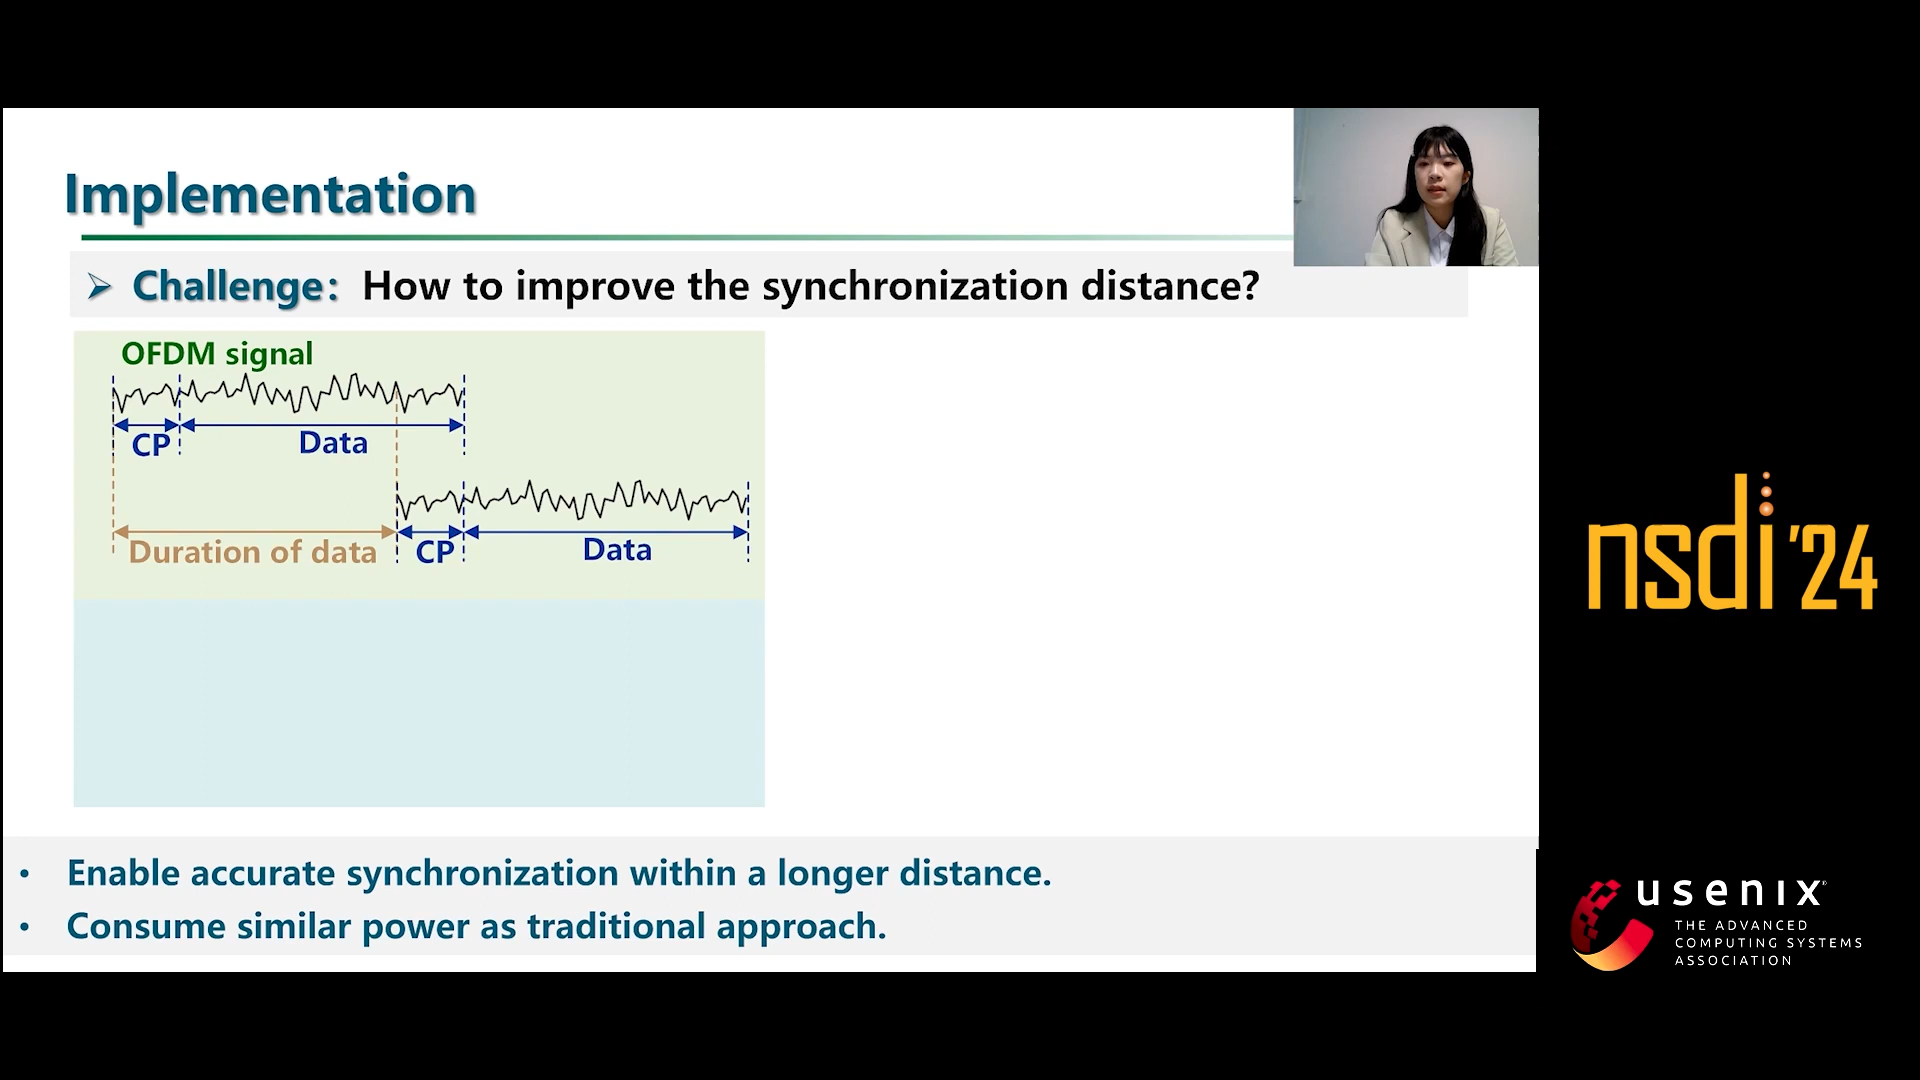 Implementation
➢ Challenge: How to improve the synchronization distance?
OFDM signal
CP
Data
Duration of data
CP
Data
• Enable accurate synchronization within a longer distance.
• Consume similar power as traditional approach.
nsdi '24
usenix
THE ADVANCED
COMPUTING SYSTEMS
ASSOCIATION